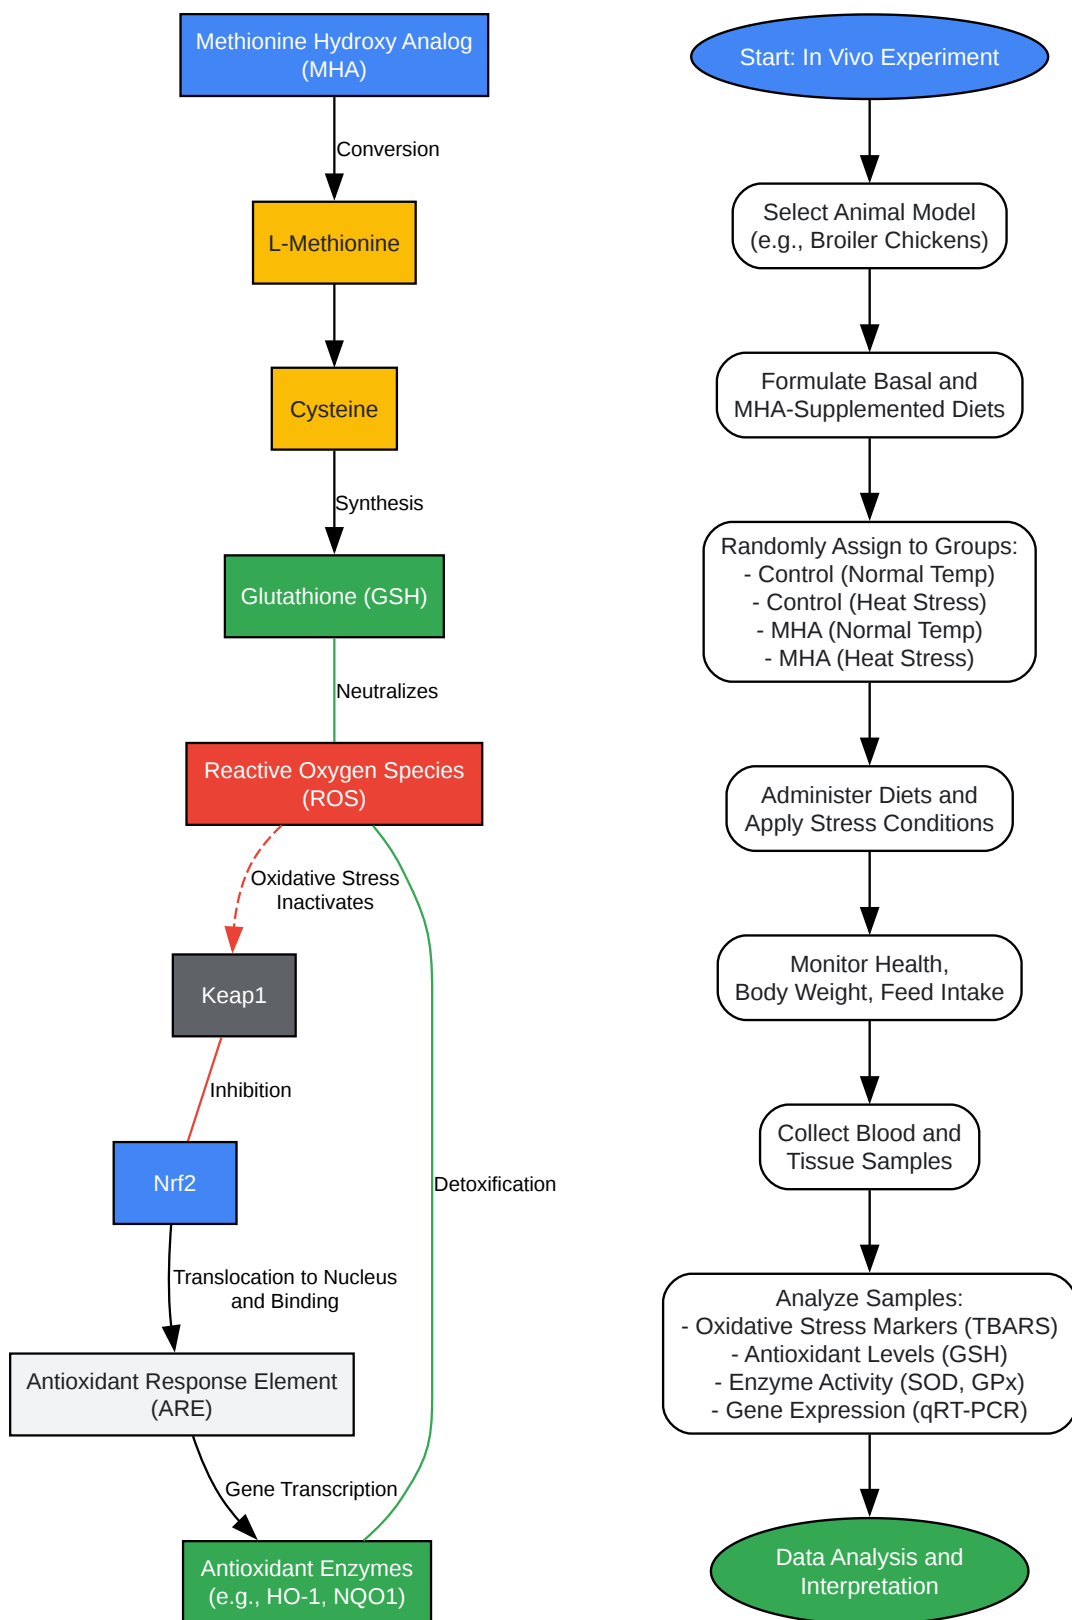 Methionine Hydroxy Analog
(MHA)
Conversion
L-Methionine
Cysteine
Synthesis
Glutathione (GSH)
Neutralizes
Reactive Oxygen Species
(ROS)
Oxidative Stress
Inactivates
Keap1
Inhibition
Nrf2
Detoxification
Translocation to Nucleus
and Binding
Antioxidant Response Element
(ARE)
Gene Transcription
Antioxidant Enzymes
(e.g., HO-1, NQO1)
Start: In Vivo Experiment
Select Animal Model
(e.g., Broiler Chickens)
Formulate Basal and
MHA-Supplemented Diets
Randomly Assign to Groups:
- Control (Normal Temp)
- Control (Heat Stress)
- MHA (Normal Temp)
- MHA (Heat Stress)
Administer Diets and
Apply Stress Conditions
Monitor Health,
Body Weight, Feed Intake
Collect Blood and
Tissue Samples
Analyze Samples:
- Oxidative Stress Markers (TBARS)
- Antioxidant Levels (GSH)
- Enzyme Activity (SOD, GPx)
- Gene Expression (qRT-PCR)
Data Analysis and
Interpretation